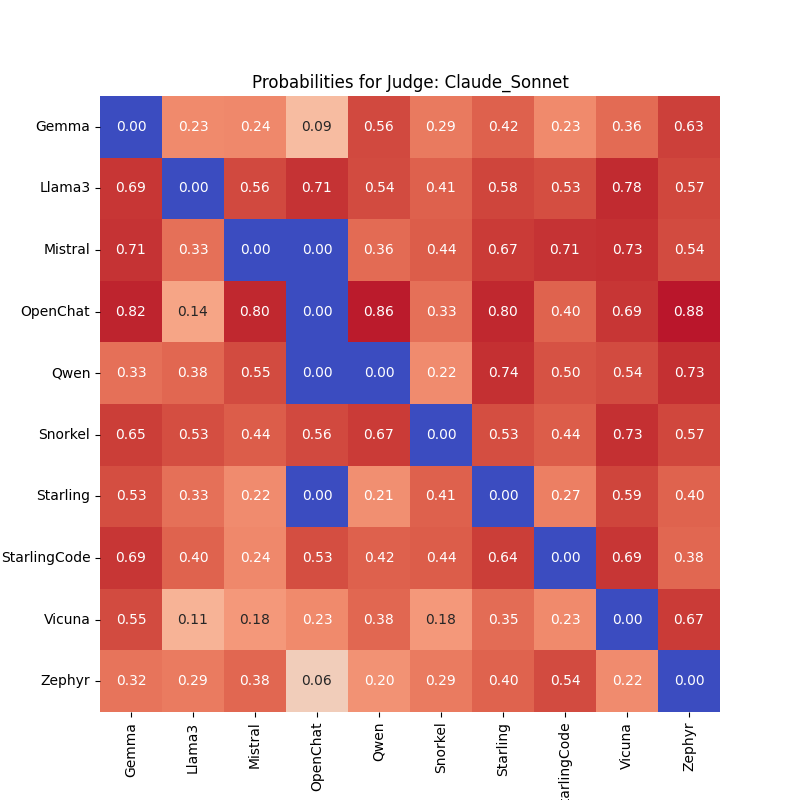 Probabilities for Judge: Claude_Sonnet
Gemma 0.00 0.23 0.24 0.09 0.56 0.29 0.42 0.23 0.36 0.63
Llama3 0.69 0.00 0.56 0.71 0.54 0.41 0.58 0.53 0.78 0.57
Mistral 0.71 0.33 0.00 0.00 0.36 0.44 0.67 0.71 0.73 0.54
OpenChat 0.82 0.14 0.80 0.00 0.86 0.33 0.80 0.40 0.69 0.88
Qwen 0.33 0.38 0.55 0.00 0.00 0.22 0.74 0.50 0.54 0.73
Snorkel 0.65 0.53 0.44 0.56 0.67 0.00 0.53 0.44 0.73 0.57
Starling 0.53 0.33 0.22 0.00 0.21 0.41 0.00 0.27 0.59 0.40
StarlingCode 0.69 0.40 0.24 0.53 0.42 0.44 0.64 0.00 0.69 0.38
Vicuna 0.55 0.11 0.18 0.23 0.38 0.18 0.35 0.23 0.00 0.67
Zephyr 0.32 0.29 0.38 0.06 0.20 0.29 0.40 0.54 0.22 0.00
Gemma Llama3 Mistral OpenChat Qwen Snorkel Starling arlingCode Vicuna Zephyr